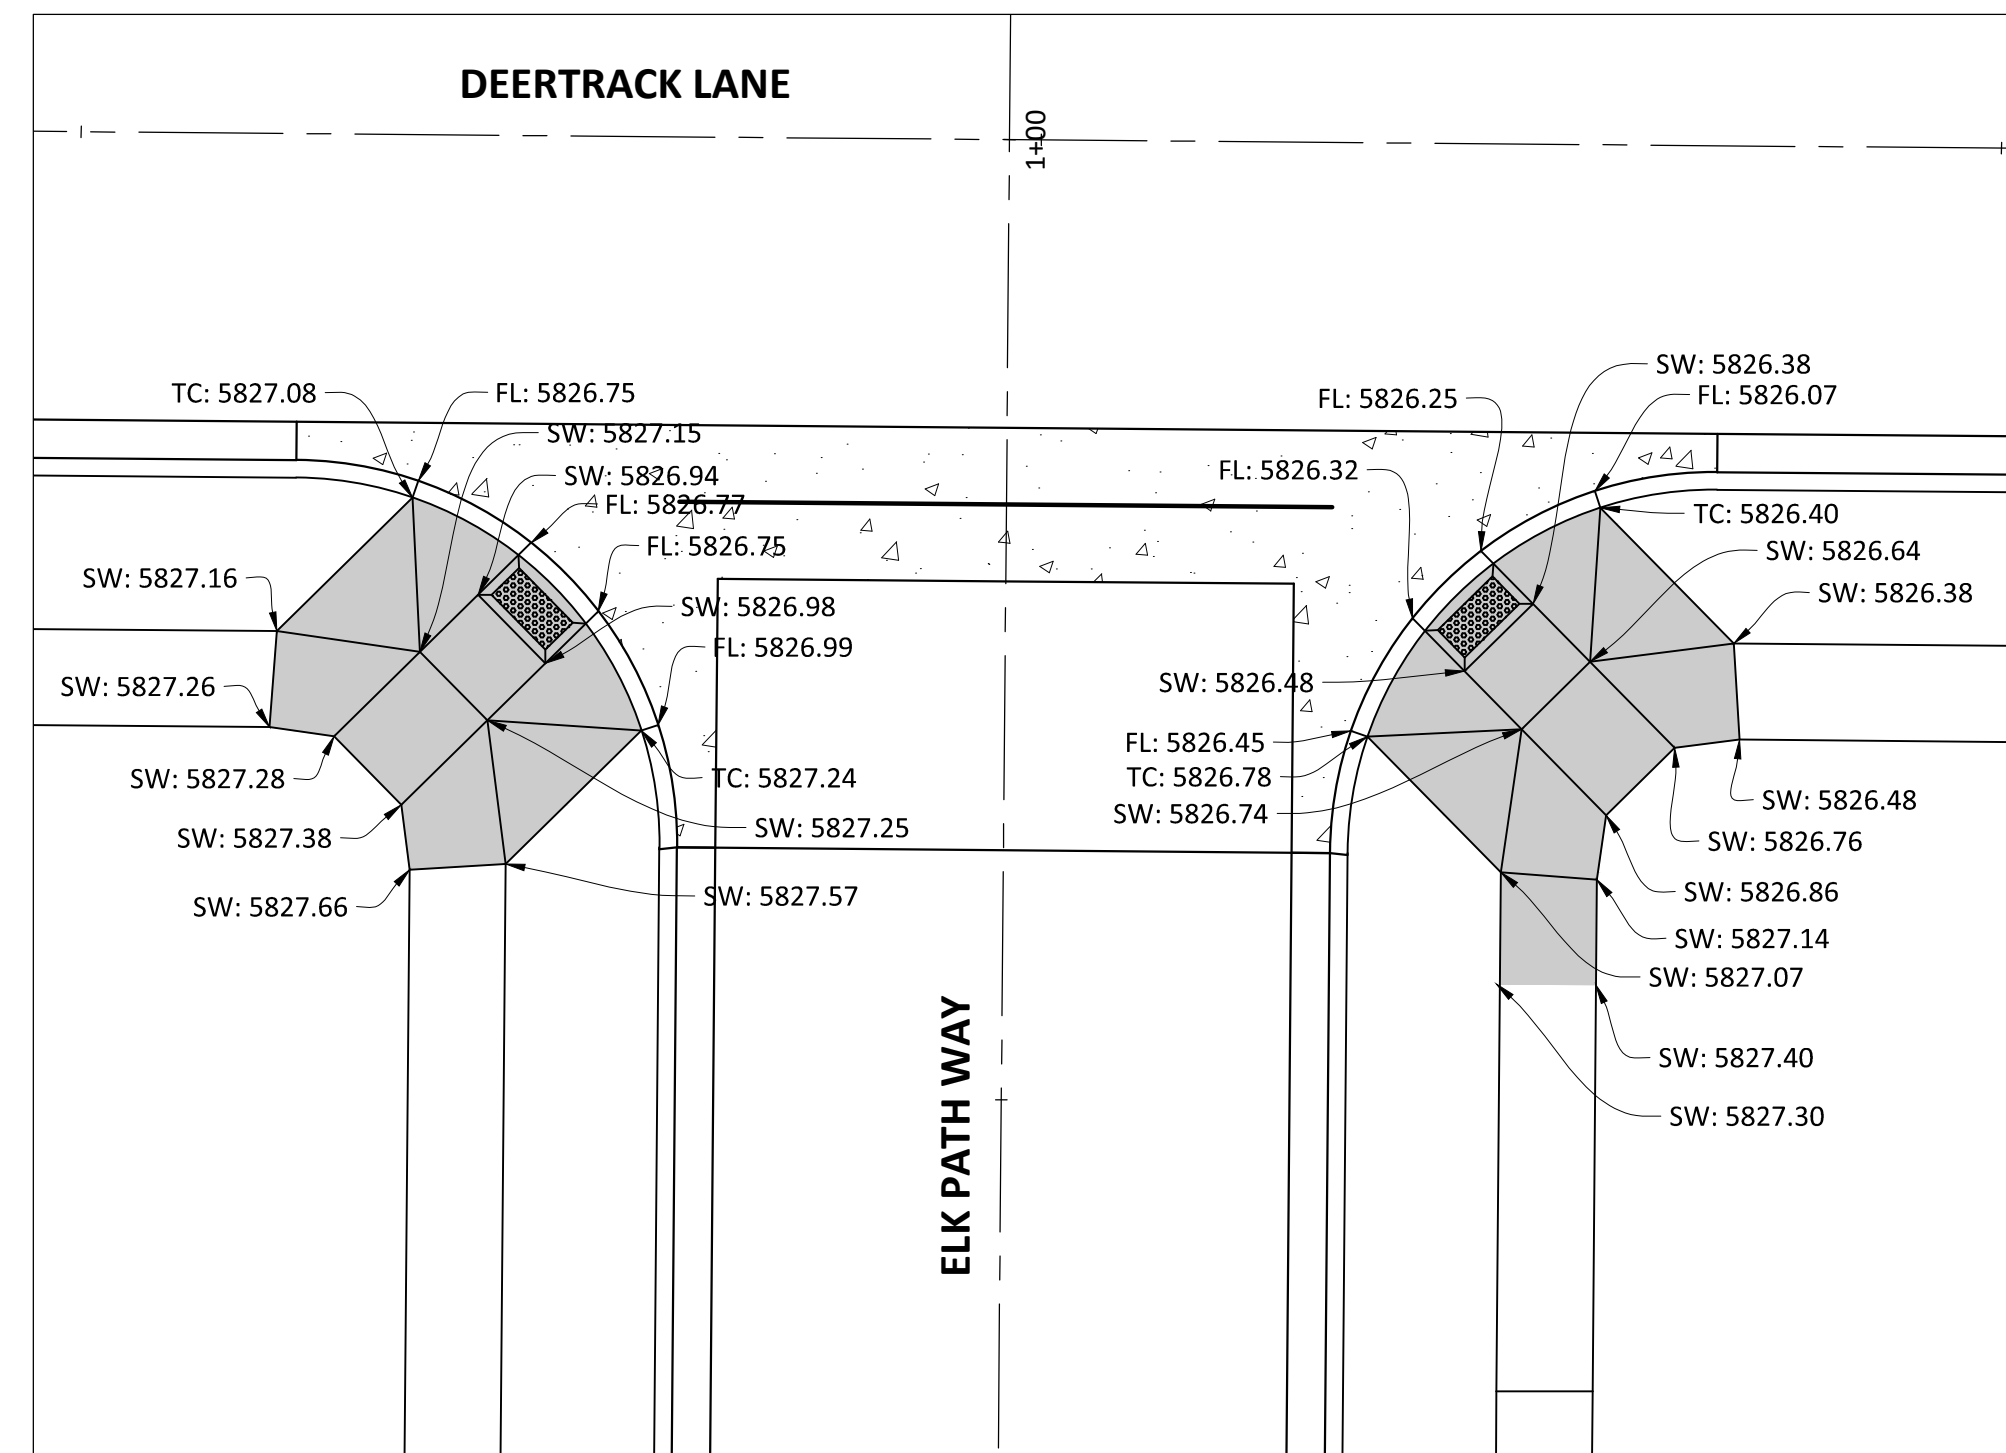 DEERTRACK LANE
1+00
TC: 5827.08
FL: 5826.75
SW: 5827.15
SW: 5826.94
FL: 5826.77
FL: 5826.75
SW: 5827.16
SW: 5826.98
FL: 5826.99
SW: 5827.26
SW: 5827.28
TC: 5827.24
SW: 5827.38
SW: 5827.25
SW: 5827.66
SW: 5827.57
SW: 5826.38
FL: 5826.25
FL: 5826.07
FL: 5826.32
TC: 5826.40
SW: 5826.64
SW: 5826.38
SW: 5826.48
FL: 5826.45
TC: 5826.78
SW: 5826.74
SW: 5826.48
SW: 5826.76
SW: 5826.86
SW: 5827.14
SW: 5827.07
SW: 5827.40
SW: 5827.30
ELK PATH WAY